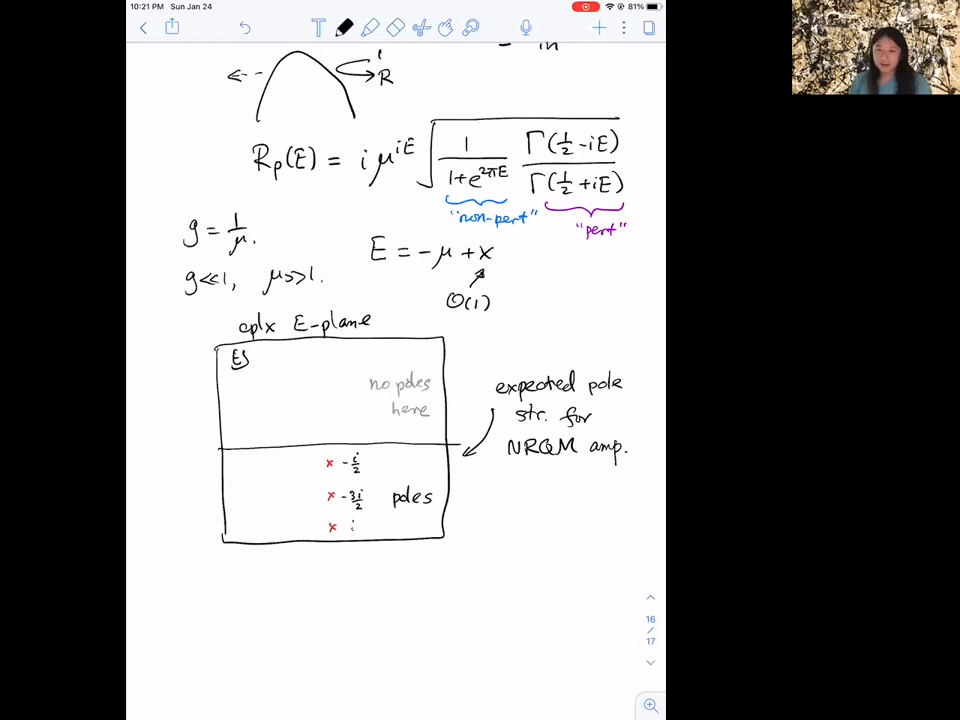 10:21 PM Sun Jan 24
81%
= in
i
R
R_p(E) = i μ^{iE} √( 1 / (1+e^{2πE}) Γ(½-iE) / Γ(½+iE) )
"non-pert"
"pert"
g = 1/μ.
E = -μ + x
g<<1, μ>>1.
O(1)
cplx E-plane
E
no poles
here
expected pole
str. for
NRQM amp.
x -i/2
x -3i/2 poles
x ⋮
16
/
17